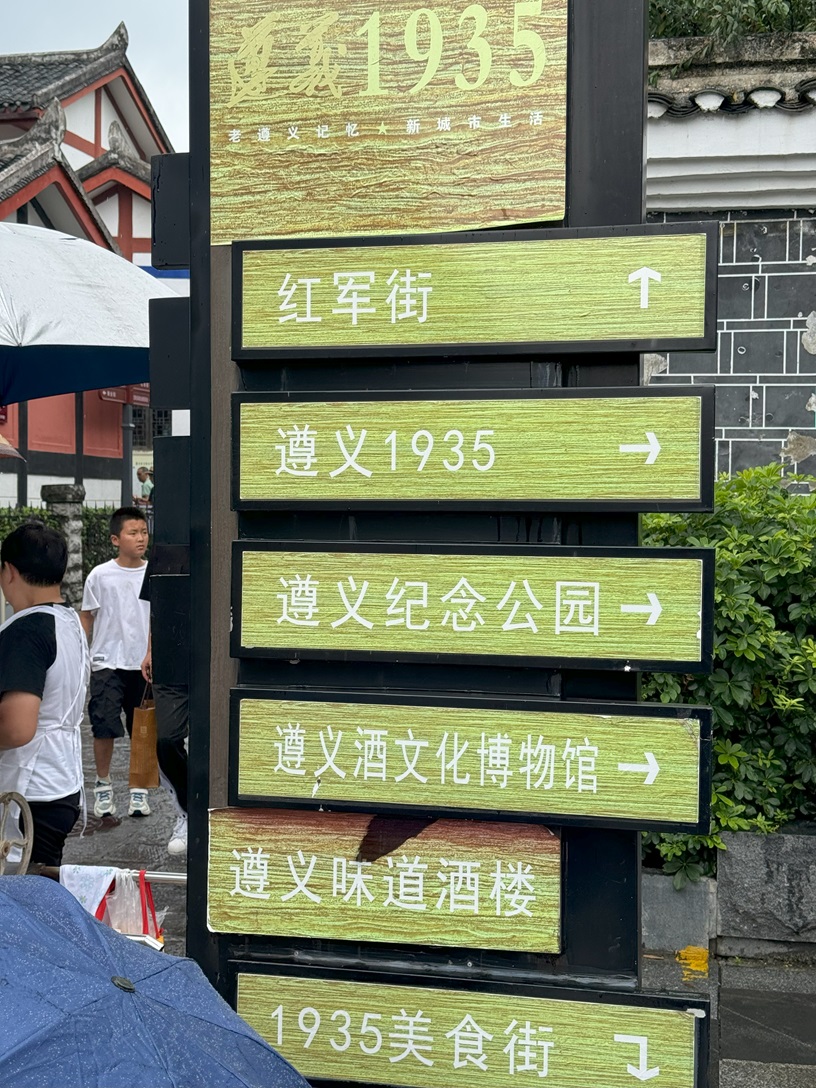 遵義1935
老遵义记忆★新城市生活
红军街 ↑
遵义1935 →
遵义纪念公园 →
遵义酒文化博物馆 →
遵义味道酒楼
1935美食街